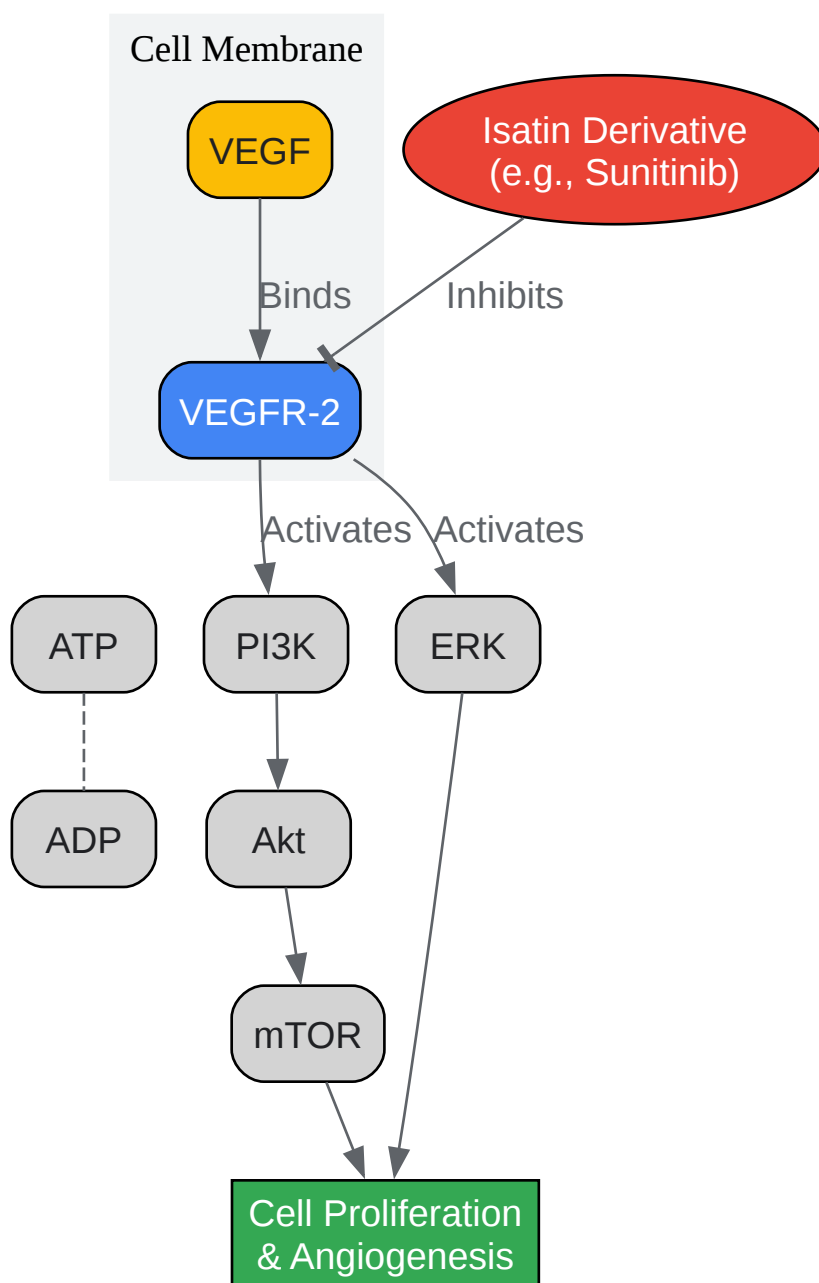 Cell Membrane
VEGF
Isatin Derivative
(e.g., Sunitinib)
Binds
Inhibits
VEGFR-2
Activates
Activates
ATP
PI3K
ERK
ADP
Akt
mTOR
Cell Proliferation
& Angiogenesis